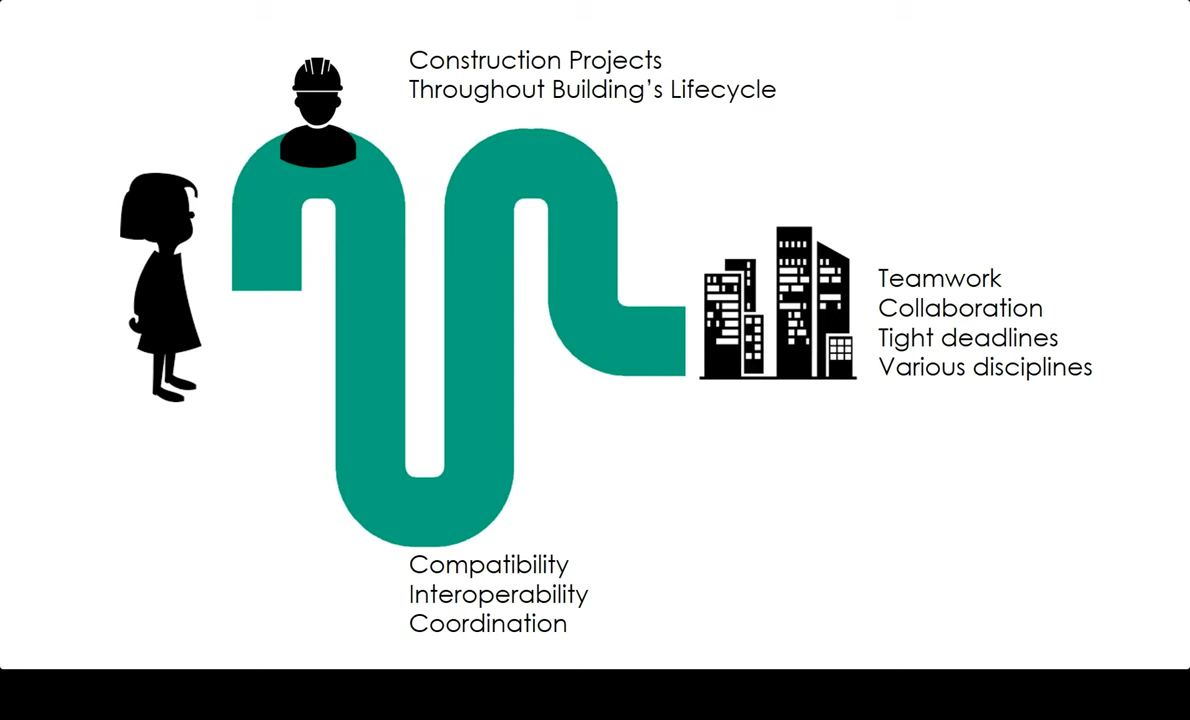 Construction Projects
Throughout Building's Lifecycle
Teamwork
Collaboration
Tight deadlines
Various disciplines
Compatibility
Interoperability
Coordination